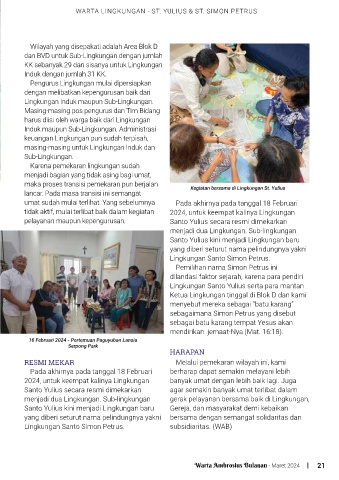 WARTA LINGKUNGAN - ST. YULIUS & ST. SIMON PETRUS
Wilayah yang disepakati adalah Area Blok D
dan BVD untuk Sub-Lingkungan dengan jumlah
KK sebanyak 29 dan sisanya untuk Lingkungan
Induk dengan jumlah 31 KK.
Pengurus Lingkungan mulai dipersiapkan
dengan melibatkan kepengurusan baik dari
Lingkungan Induk maupun Sub-Lingkungan.
Masing-masing pos pengurus dan Tim Bidang
harus diisi oleh warga baik dari Lingkungan
Induk maupun Sub-Lingkungan. Administrasi
keuangan Lingkungan pun sudah terpisah,
masing-masing untuk Lingkungan Induk dan
Sub-Lingkungan.
Karena pemekaran lingkungan sudah
menjadi bagian yang tidak asing bagi umat,
maka proses transisi pemekaran pun berjalan
lancar. Pada masa transisi ini semangat
umat sudah mulai terlihat. Yang sebelumnya
tidak aktif, mulai terlibat baik dalam kegiatan
pelayanan maupun kepengurusan.
16 Februari 2024 - Pertemuan Paguyuban Lansia
Serpong Park
RESMI MEKAR
Pada akhirnya pada tanggal 18 Februari
2024, untuk keempat kalinya Lingkungan
Santo Yulius secara resmi dimekarkan
menjadi dua Lingkungan. Sub-lingkungan
Santo Yulius kini menjadi Lingkungan baru
yang diberi seturut nama pelindungnya yakni
Lingkungan Santo Simon Petrus.
Kegiatan bersama di Lingkungan St. Yulius
Pada akhirnya pada tanggal 18 Februari
2024, untuk keempat kalinya Lingkungan
Santo Yulius secara resmi dimekarkan
menjadi dua Lingkungan. Sub-lingkungan
Santo Yulius kini menjadi Lingkungan baru
yang diberi seturut nama pelindungnya yakni
Lingkungan Santo Simon Petrus.
Pemilihan nama Simon Petrus ini
dilandasi faktor sejarah, karena para pendiri
Lingkungan Santo Yulius serta para mantan
Ketua Lingkungan tinggal di Blok D dan kami
menyebut mereka sebagai "batu karang"
sebagaimana Simon Petrus yang disebut
sebagai batu karang tempat Yesus akan
mendirikan jemaat-Nya (Mat. 16:18).
HARAPAN
Melalui pemekaran wilayah ini, kami
berharap dapat semakin melayani lebih
banyak umat dengan lebih baik lagi. Juga
agar semakin banyak umat terlibat dalam
gerak pelayanan bersama baik di Lingkungan,
Gereja, dan masyarakat demi kebaikan
bersama dengan semangat solidaritas dan
subsidiaritas. (WAB)
Warta Ambrosius Bulanan - Maret 2024 | 21